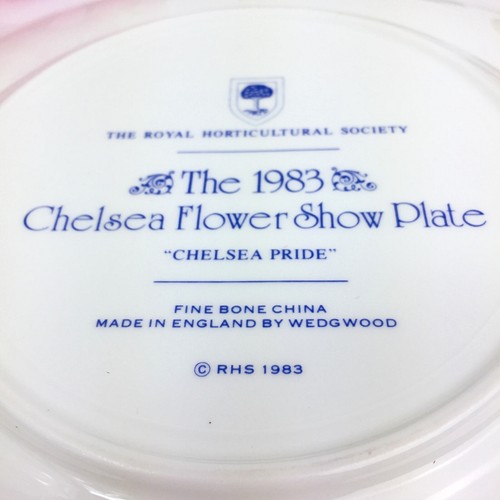 THE ROYAL HORTICULTURAL SOCIETY
The 1983
Chelsea Flower Show Plate
"CHELSEA PRIDE"
FINE BONE CHINA
MADE IN ENGLAND BY WEDGWOOD
© RHS 1983